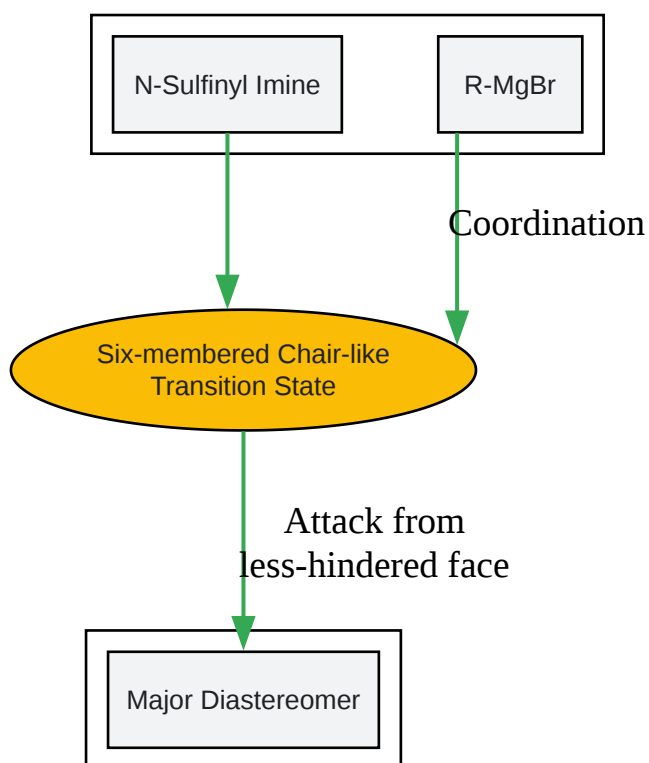 N-Sulfinyl Imine
R-MgBr
Coordination
Six-membered Chair-like
Transition State
Attack from
less-hindered face
Major Diastereomer